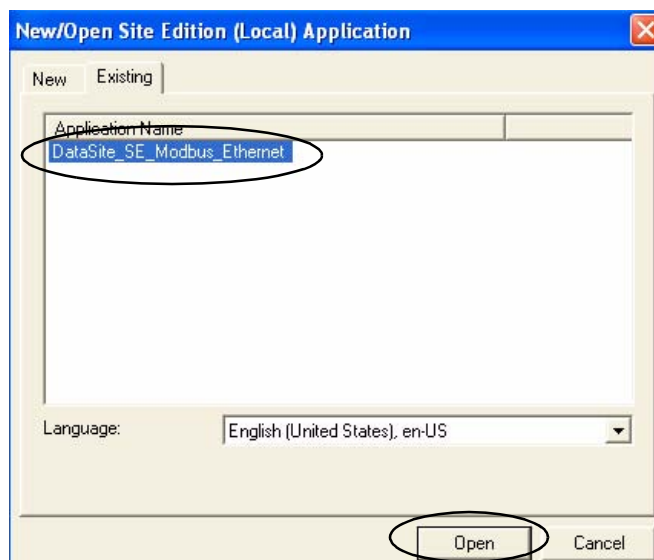 New/Open Site Edition (Local) Application
New Existing
Application Name
DataSite_SE_Modbus_Ethernet
Language: English (United States), en-US
Open Cancel